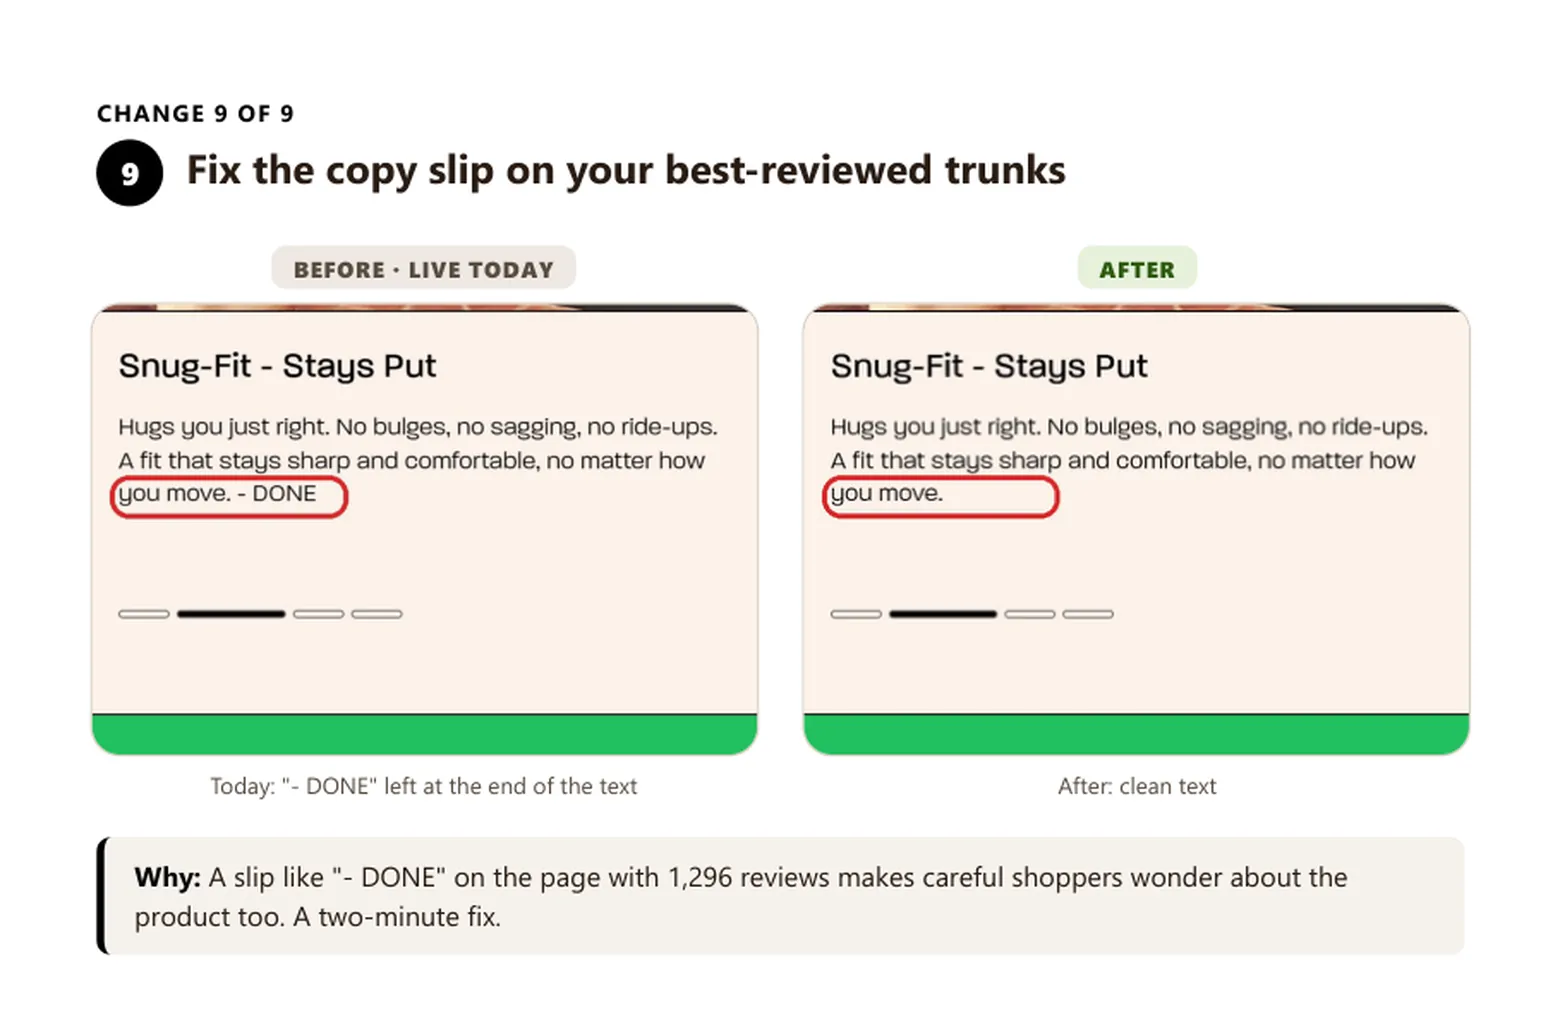 CHANGE 9 OF 9
9 Fix the copy slip on your best-reviewed trunks
BEFORE · LIVE TODAY
Snug-Fit - Stays Put
Hugs you just right. No bulges, no sagging, no ride-ups.
A fit that stays sharp and comfortable, no matter how
you move. - DONE
Today: "- DONE" left at the end of the text
AFTER
Snug-Fit - Stays Put
Hugs you just right. No bulges, no sagging, no ride-ups.
A fit that stays sharp and comfortable, no matter how
you move.
After: clean text
Why: A slip like "- DONE" on the page with 1,296 reviews makes careful shoppers wonder about the
product too. A two-minute fix.